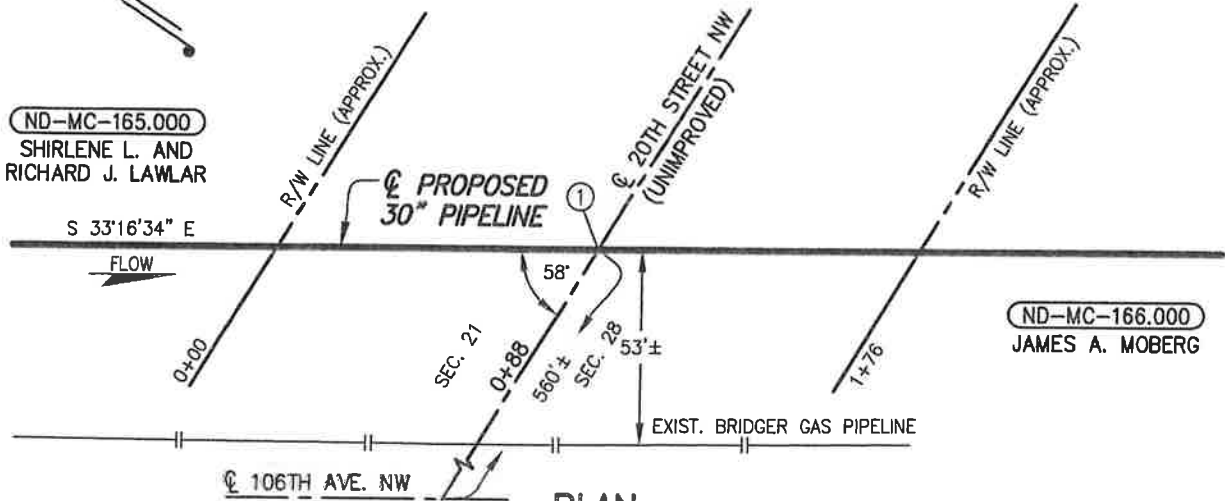 ND-MC-165.000
SHIRLENE L. AND
RICHARD J. LAWLAR
R/W LINE (APPROX.)
℄ PROPOSED
30" PIPELINE
1
℄ 20TH STREET NW
(UNIMPROVED)
R/W LINE (APPROX.)
S 33°16'34" E
FLOW
58°
ND-MC-166.000
JAMES A. MOBERG
0+00
SEC. 21
0+88
560'±
SEC. 28
53'±
1+76
EXIST. BRIDGER GAS PIPELINE
℄ 106TH AVE. NW
PLAN